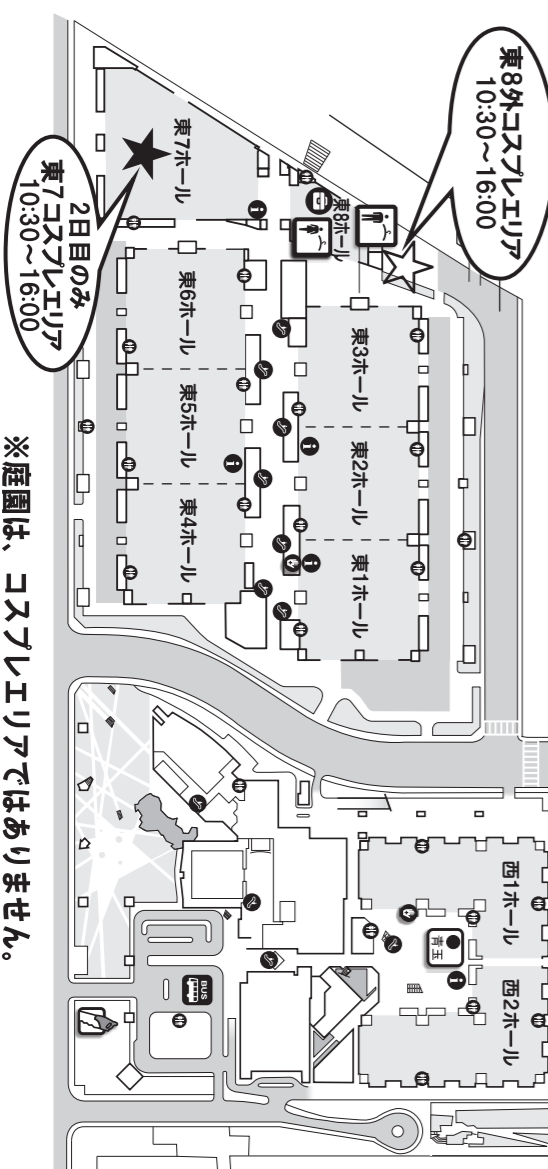 東8外コスプレエリア
10:30～16:00
東8ホール
東7ホール
2日目のみ
東7コスプレエリア
10:30～16:00
東3ホール
東2ホール
東1ホール
東6ホール
東5ホール
東4ホール
西1ホール
青玉
西2ホール
BUS
※庭園は、コスプレエリアではありません。